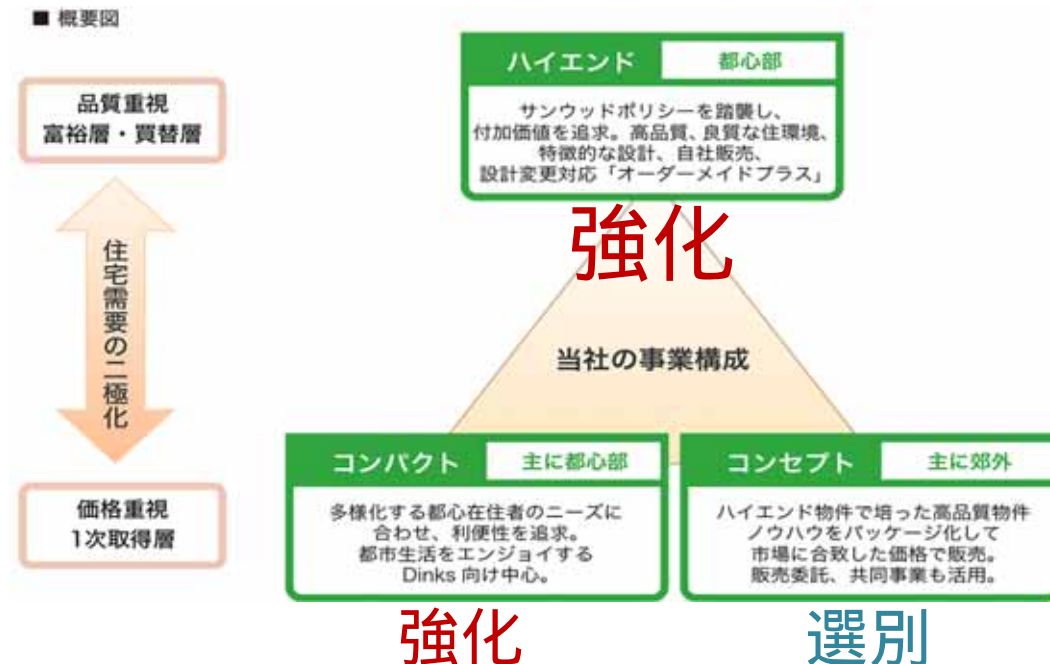 ■ 概要図
品質重視
富裕層・買替層
住宅需要の二極化
価格重視
1次取得層
ハイエンド
都心部
サンウッドポリシーを踏襲し、
付加価値を追求。高品質、良質な住環境、
特徴的な設計、自社販売、
設計変更対応「オーダーメイドプラス」
強化
当社の事業構成
コンパクト
主に都心部
多様化する都心在住者のニーズに
合わせ、利便性を追求。
都市生活をエンジョイする
Dinks 向け中心。
強化
コンセプト
主に郊外
ハイエンド物件で培った高品質物件
ノウハウをパッケージ化して
市場に合致した価格で販売。
販売委託、共同事業も活用。
選別